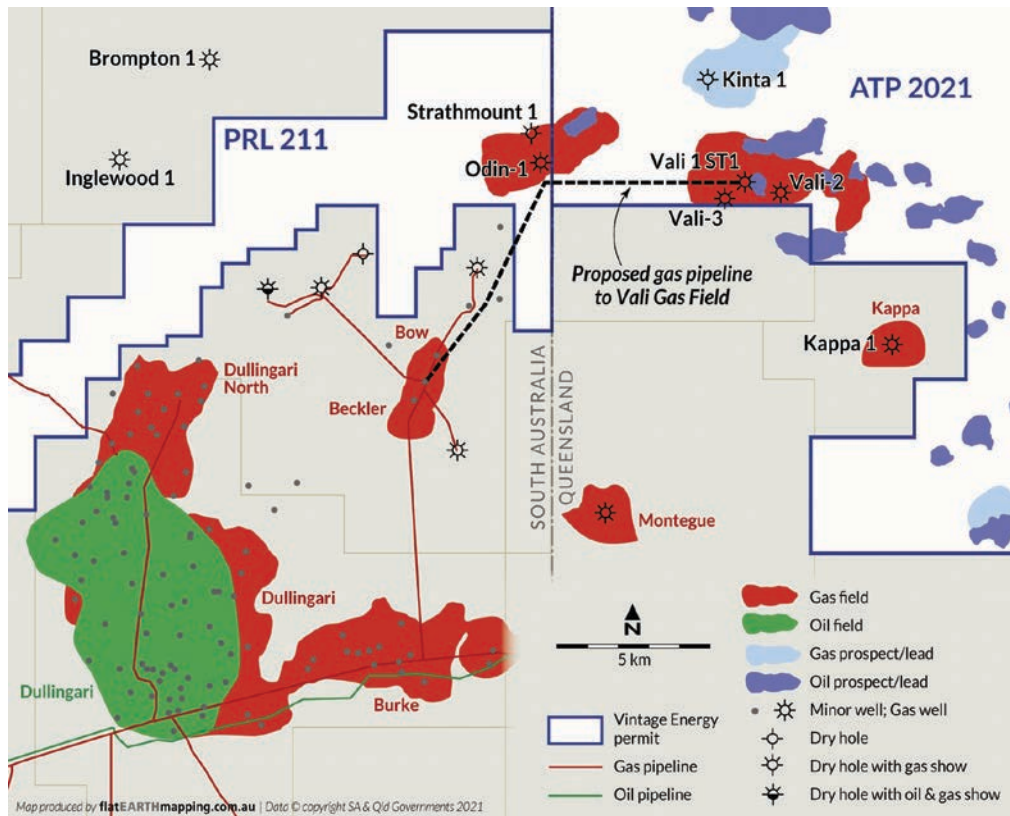 Brompton 1
Kinta 1
ATP 2021
Strathmount 1
PRL 211
Odin-1
Vali 1 ST1
Vali-2
Inglewood 1
Vali-3
Proposed gas pipeline
to Vali Gas Field
Kappa
Kappa 1
Bow
Dullingari
North
Beckler
SOUTH AUSTRALIA
QUEENSLAND
Montegue
Dullingari
Dullingari
Burke
N
5 km
Gas field
Oil field
Gas prospect/lead
Oil prospect/lead
Minor well; Gas well
Dry hole
Dry hole with gas show
Dry hole with oil & gas show
Vintage Energy
permit
Gas pipeline
Oil pipeline
Map produced by flatEARTHmapping.com.au | Data © copyright SA & Qld Governments 2021